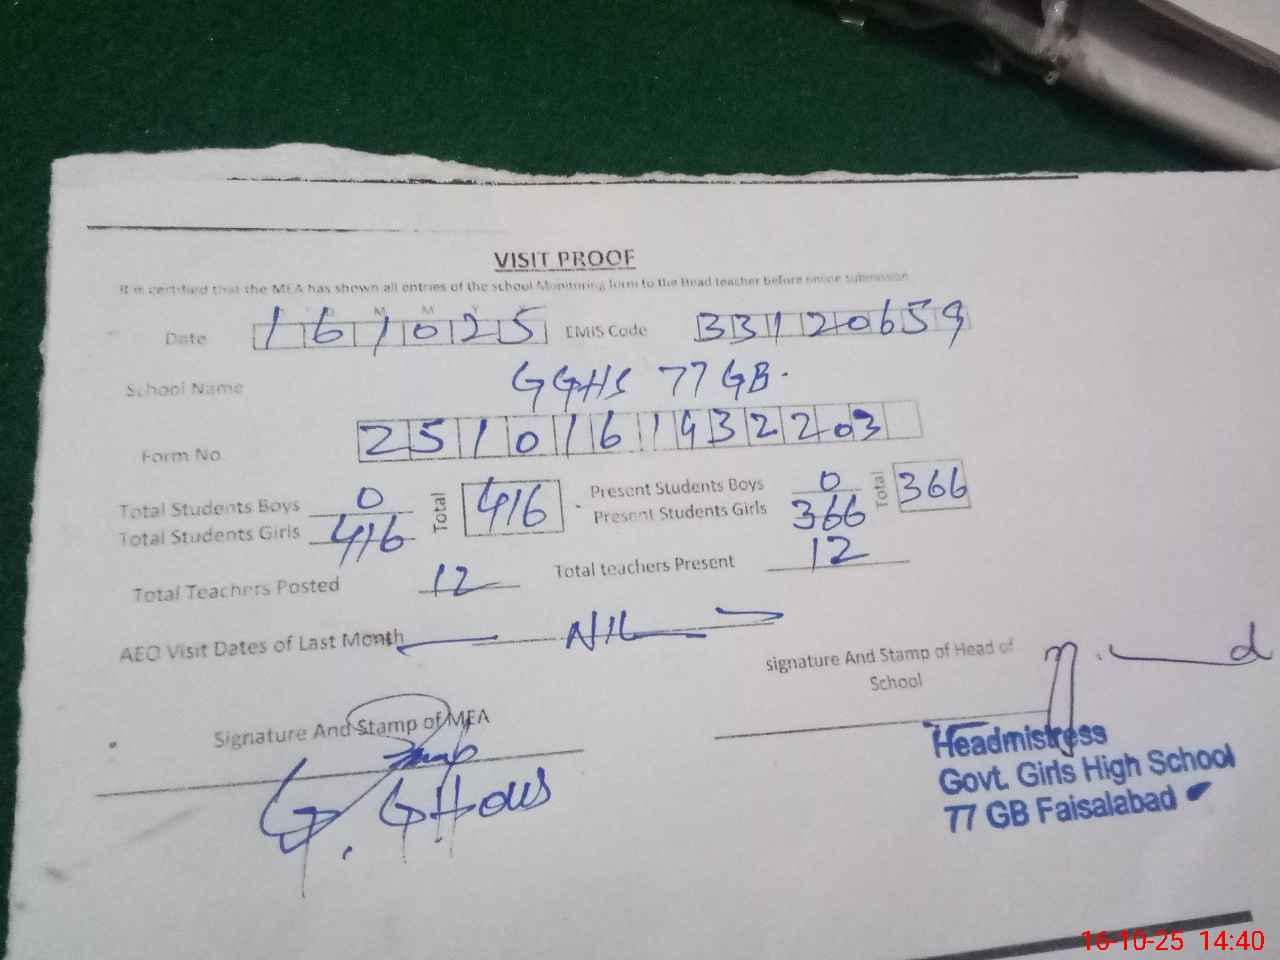 VISIT PROOF
It is certified that the MEA has shown all entries of the school Monitoring form to the Head teacher before online submission
Date 161025 EMIS Code 33120659
School Name GGHS 77 GB.
Form No. 2510161932203
Total Students Boys 0 Total 416 Present Students Boys 0 Total 366
Total Students Girls 416 Present Students Girls 366
Total Teachers Posted 12 Total teachers Present 12
AEO Visit Dates of Last Month NIL
signature And Stamp of Head of School
Signature And Stamp of MEA
G. GHous
Headmistress
Govt. Girls High School
77 GB Faisalabad
16-10-25 14:40